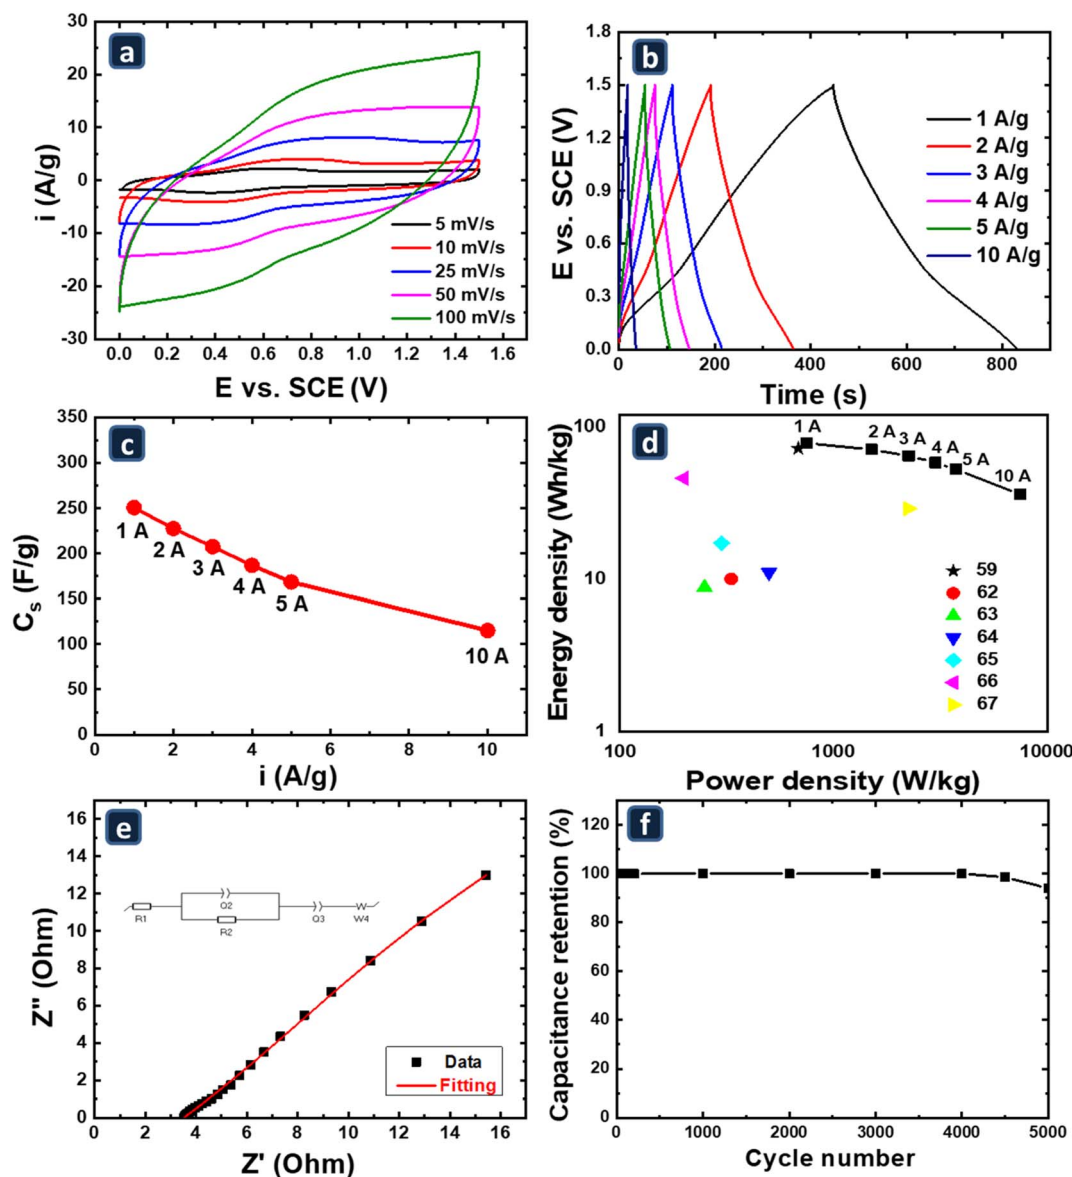 a
i (A/g)
30
20
10
0
-10
-20
-30
0.0 0.2 0.4 0.6 0.8 1.0 1.2 1.4 1.6
E vs. SCE (V)
5 mV/s
10 mV/s
25 mV/s
50 mV/s
100 mV/s
b
E vs. SCE (V)
1.8
1.5
1.2
0.9
0.6
0.3
0.0
0 200 400 600 800
Time (s)
1 A/g
2 A/g
3 A/g
4 A/g
5 A/g
10 A/g
c
Cs (F/g)
350
300
250
200
150
100
50
0
0 2 4 6 8 10
i (A/g)
1 A
2 A
3 A
4 A
5 A
10 A
d
Energy density (Wh/kg)
100
10
1
100 1000 10000
Power density (W/kg)
1 A
2 A
3 A
4 A
5 A
10 A
59
62
63
64
65
66
67
e
Z'' (Ohm)
16
14
12
10
8
6
4
2
0
0 2 4 6 8 10 12 14 16
Z' (Ohm)
R1
Q2
R2
Q3
W
W4
Data
Fitting
f
Capacitance retention (%)
120
100
80
60
40
20
0
0 1000 2000 3000 4000 5000
Cycle number